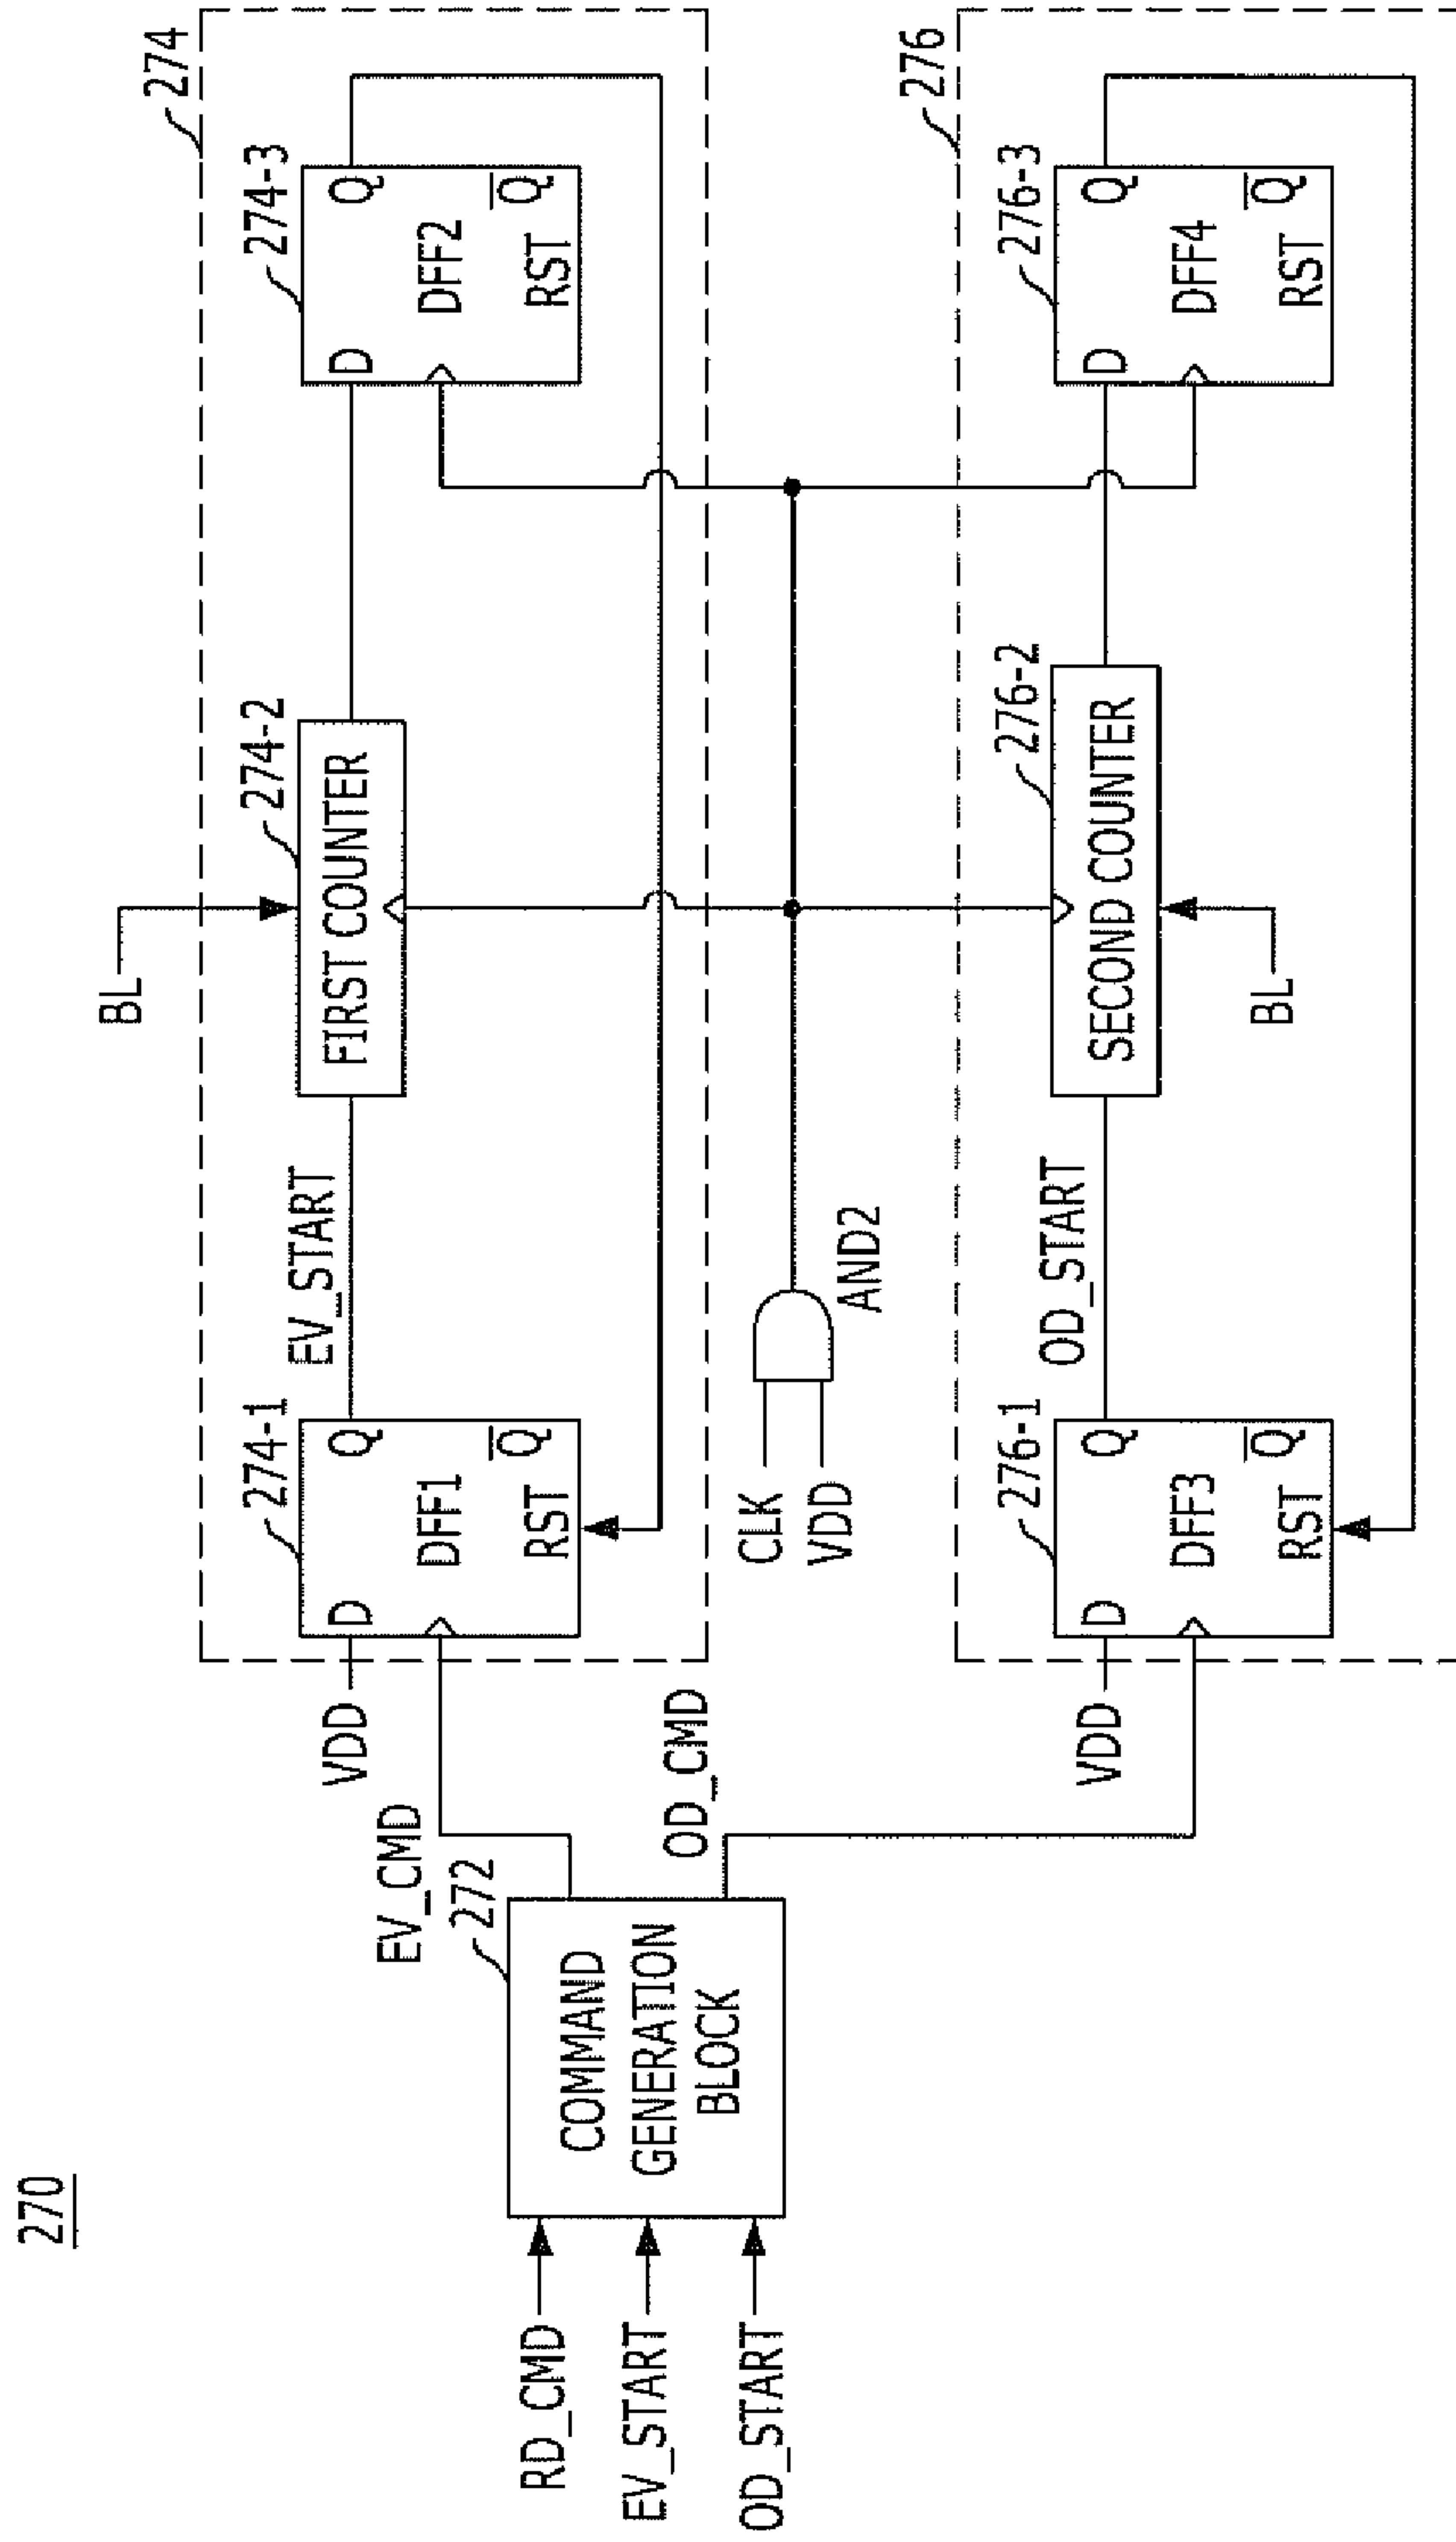 270
RD_CMD
EV_START
OD_START
COMMAND
GENERATION
BLOCK
272
EV_CMD
OD_CMD
274
VDD
274-1
D
Q
DFF1
Q
RST
EV_START
BL
274-2
FIRST COUNTER
274-3
D
Q
DFF2
Q
RST
CLK
VDD
AND2
276
VDD
276-1
D
Q
DFF3
Q
RST
OD_START
276-2
SECOND COUNTER
BL
276-3
D
Q
DFF4
Q
RST